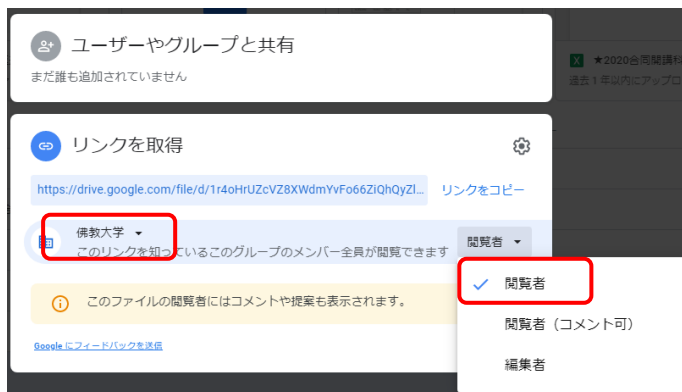 ユーザーやグループと共有
まだ誰も追加されていません
★2020合同開講科
過去1年以内にアップロ
リンクを取得
https://drive.google.com/file/d/1r4oHrUZcVZ8XWdmYvFo66ZiQhQyZl...
リンクをコピー
佛教大学
このリンクを知っているこのグループのメンバー全員が閲覧できます
閲覧者
このファイルの閲覧者にはコメントや提案も表示されます。
閲覧者
閲覧者（コメント可）
編集者
Google にフィードバックを送信